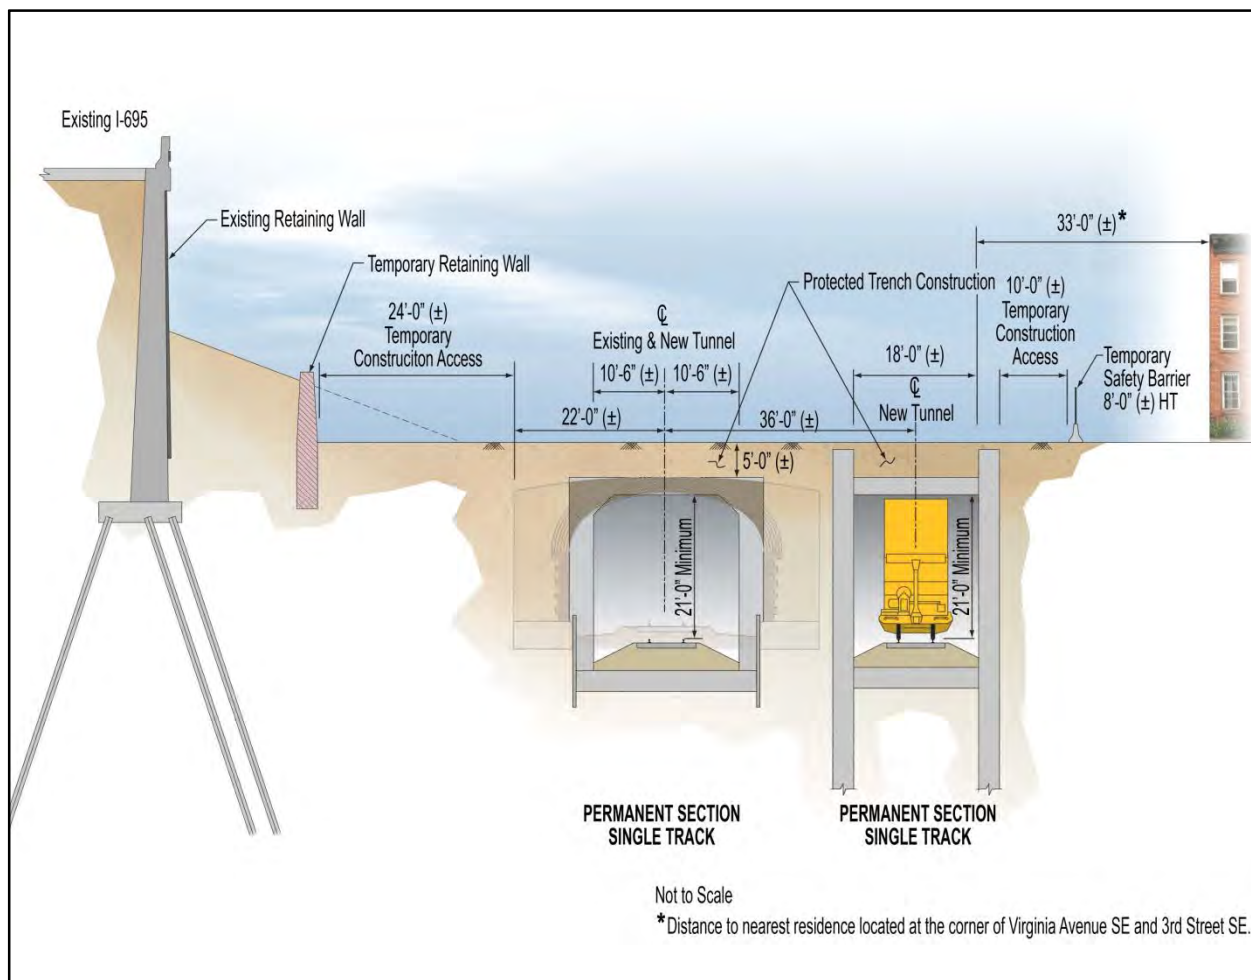 Existing I-695
Existing Retaining Wall
Temporary Retaining Wall
24’-0” (±)
Temporary
Construciton Access
Protected Trench Construction
℄
Existing & New Tunnel
10’-6” (±)
10’-6” (±)
22’-0” (±)
36’-0” (±)
5’-0” (±)
33’-0” (±)*
10’-0” (±)
Temporary
Construction
Access
18’-0” (±)
℄
New Tunnel
Temporary
Safety Barrier
8’-0” (±) HT
21’-0” Minimum
21’-0” Minimum
PERMANENT SECTION
SINGLE TRACK
PERMANENT SECTION
SINGLE TRACK
Not to Scale
*Distance to nearest residence located at the corner of Virginia Avenue SE and 3rd Street SE.